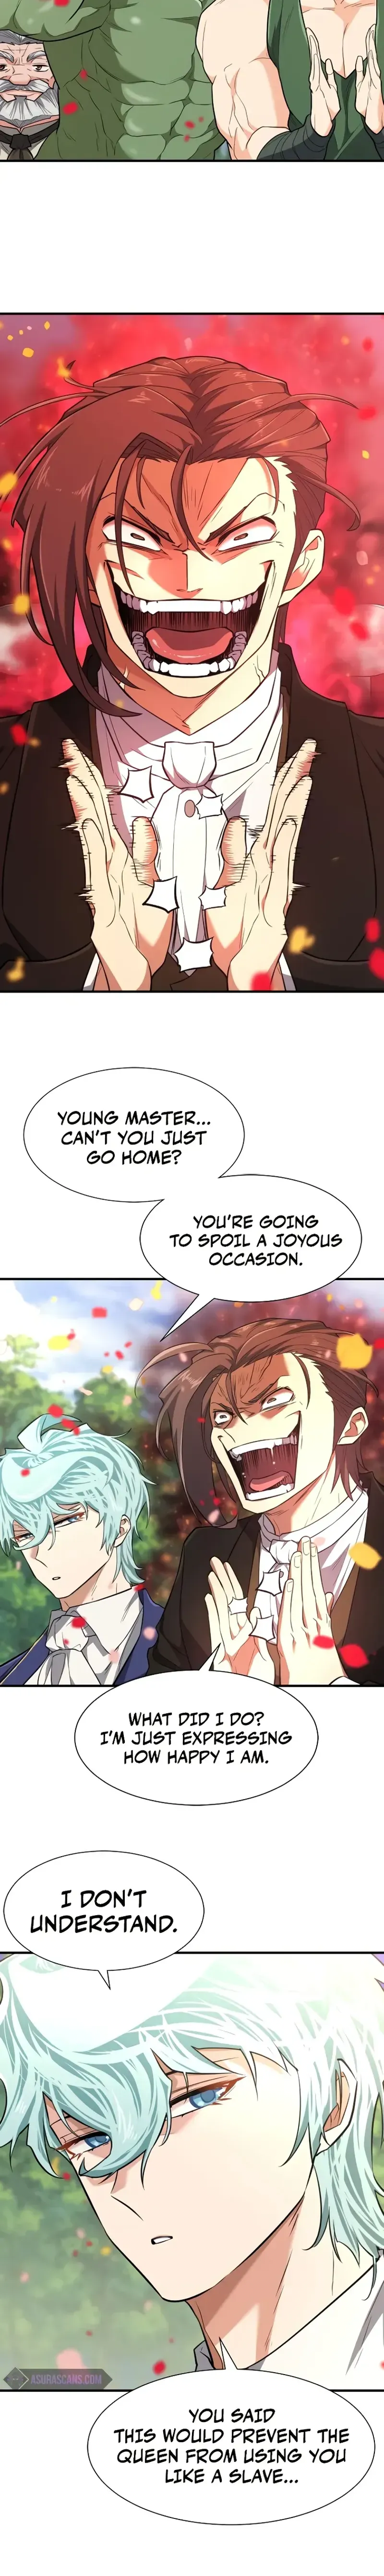 YOUNG MASTER...
CAN'T YOU JUST
GO HOME?
YOU'RE GOING
TO SPOIL A JOYOUS
OCCASION.
WHAT DID I DO?
I'M JUST EXPRESSING
HOW HAPPY I AM.
I DON'T
UNDERSTAND.
ASURASCANS.COM
YOU SAID
THIS WOULD PREVENT THE
QUEEN FROM USING YOU
LIKE A SLAVE...